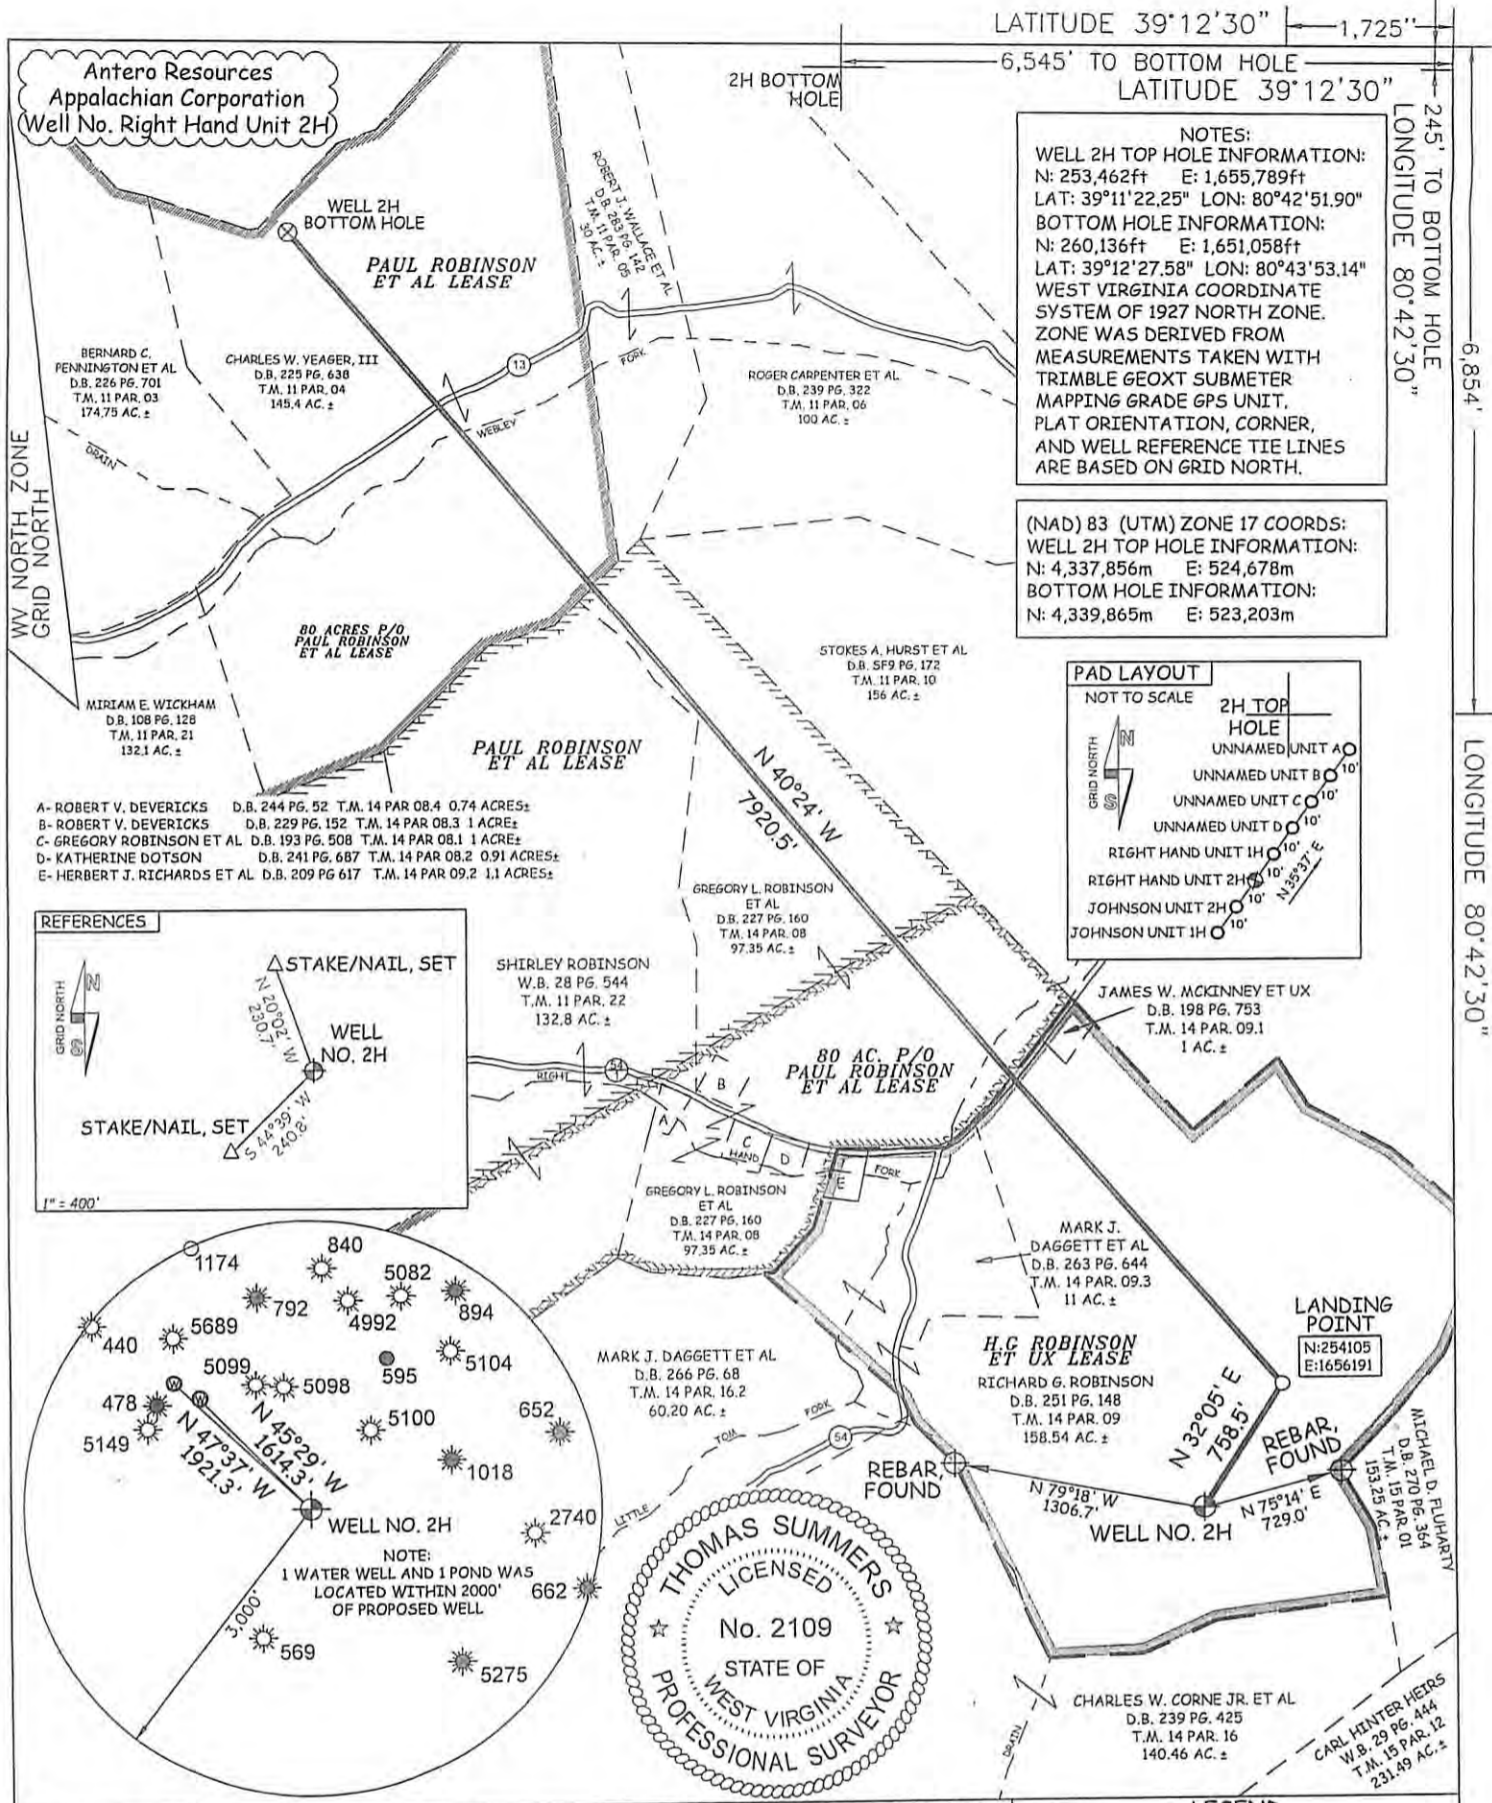 LATITUDE 39°12'30"
1,725"
6,545' TO BOTTOM HOLE
LATITUDE 39°12'30"
2H BOTTOM
HOLE
Antero Resources
Appalachian Corporation
Well No. Right Hand Unit 2H
245' TO BOTTOM HOLE
LONGITUDE 80°42'30"
6,854'
LONGITUDE 80°42'30"
NOTES:
WELL 2H TOP HOLE INFORMATION:
N: 253,462ft E: 1,655,789ft
LAT: 39°11'22.25" LON: 80°42'51.90"
BOTTOM HOLE INFORMATION:
N: 260,136ft E: 1,651,058ft
LAT: 39°12'27.58" LON: 80°43'53.14"
WEST VIRGINIA COORDINATE
SYSTEM OF 1927 NORTH ZONE.
ZONE WAS DERIVED FROM
MEASUREMENTS TAKEN WITH
TRIMBLE GEOXT SUBMETER
MAPPING GRADE GPS UNIT.
PLAT ORIENTATION, CORNER,
AND WELL REFERENCE TIE LINES
ARE BASED ON GRID NORTH.
(NAD) 83 (UTM) ZONE 17 COORDS:
WELL 2H TOP HOLE INFORMATION:
N: 4,337,856m E: 524,678m
BOTTOM HOLE INFORMATION:
N: 4,339,865m E: 523,203m
WELL 2H
BOTTOM HOLE
PAUL ROBINSON
ET AL LEASE
ROBERT J. WALLACE ET AL
D.B. 283 PG. 142
T.M. 11 PAR. 05
30 AC. ±
BERNARD C.
PENNINGTON ET AL
D.B. 226 PG. 701
T.M. 11 PAR. 03
174.75 AC. ±
CHARLES W. YEAGER, III
D.B. 225 PG. 638
T.M. 11 PAR. 04
145.4 AC. ±
13
FORK
WEBLEY
ROGER CARPENTER ET AL
D.B. 239 PG. 322
T.M. 11 PAR. 06
100 AC. ±
DRAIN
WV NORTH ZONE
GRID NORTH
80 ACRES P/O
PAUL ROBINSON
ET AL LEASE
STOKES A. HURST ET AL
D.B. SF9 PG. 172
T.M. 11 PAR. 10
156 AC. ±
MIRIAM E. WICKHAM
D.B. 108 PG. 128
T.M. 11 PAR. 21
132.1 AC. ±
PAUL ROBINSON
ET AL LEASE
N 40°24' W
7920.5'
PAD LAYOUT
NOT TO SCALE
2H TOP
HOLE
GRID NORTH
N
S
UNNAMED UNIT A
10'
UNNAMED UNIT B
10'
UNNAMED UNIT C
10'
UNNAMED UNIT D
10'
RIGHT HAND UNIT 1H
10'
RIGHT HAND UNIT 2H
10'
JOHNSON UNIT 2H
10'
JOHNSON UNIT 1H
N35°37' E
A- ROBERT V. DEVERICKS D.B. 244 PG. 52 T.M. 14 PAR 08.4 0.74 ACRES±
B- ROBERT V. DEVERICKS D.B. 229 PG. 152 T.M. 14 PAR 08.3 1 ACRE±
C- GREGORY ROBINSON ET AL D.B. 193 PG. 508 T.M. 14 PAR 08.1 1 ACRE±
D- KATHERINE DOTSON D.B. 241 PG. 687 T.M. 14 PAR 08.2 0.91 ACRES±
E- HERBERT J. RICHARDS ET AL D.B. 209 PG 617 T.M. 14 PAR 09.2 1.1 ACRES±
GREGORY L. ROBINSON
ET AL
D.B. 227 PG. 160
T.M. 14 PAR. 08
97.35 AC. ±
REFERENCES
GRID NORTH
N
S
STAKE/NAIL, SET
N 20°02' W
230.7'
WELL
NO. 2H
STAKE/NAIL, SET
S 44°39' W
240.8'
1" = 400'
SHIRLEY ROBINSON
W.B. 28 PG. 544
T.M. 11 PAR. 22
132.8 AC. ±
JAMES W. MCKINNEY ET UX
D.B. 198 PG. 753
T.M. 14 PAR. 09.1
1 AC. ±
80 AC. P/O
PAUL ROBINSON
ET AL LEASE
RIGHT
54
1
A
B
C
HAND
D
E
FORK
GREGORY L. ROBINSON
ET AL
D.B. 227 PG. 160
T.M. 14 PAR. 08
97.35 AC. ±
MARK J.
DAGGETT ET AL
D.B. 263 PG. 644
T.M. 14 PAR. 09.3
11 AC. ±
LANDING
POINT
N:254105
E:1656191
H.G ROBINSON
ET UX LEASE
RICHARD G. ROBINSON
D.B. 251 PG. 148
T.M. 14 PAR. 09
158.54 AC. ±
MARK J. DAGGETT ET AL
D.B. 266 PG. 68
T.M. 14 PAR. 16.2
60.20 AC. ±
LITTLE
TOM
FORK
54
N 32°05' E
758.5'
REBAR,
FOUND
REBAR,
FOUND
N 79°18' W
1306.7'
N 75°14' E
729.0'
WELL NO. 2H
MICHAEL D. FLUHARTY
D.B. 270 PG. 364
T.M. 15 PAR. 01
153.25 AC. ±
1174
840
5082
792
4992
894
440
5689
5104
5099
5098
595
478
W
W
5149
5100
652
1018
N 45°29' W
1614.3'
N 47°37' W
1921.3'
WELL NO. 2H
2740
NOTE:
1 WATER WELL AND 1 POND WAS
LOCATED WITHIN 2000'
OF PROPOSED WELL
662
3,000'
569
5275
THOMAS SUMMERS
LICENSED
No. 2109
STATE OF
WEST VIRGINIA
PROFESSIONAL SURVEYOR
CHARLES W. CORNE JR. ET AL
D.B. 239 PG. 425
T.M. 14 PAR. 16
140.46 AC. ±
DRAIN
CARL HINTER HEIRS
W.B. 29 PG. 444
T.M. 15 PAR. 12
231.49 AC. ±
LEGEND